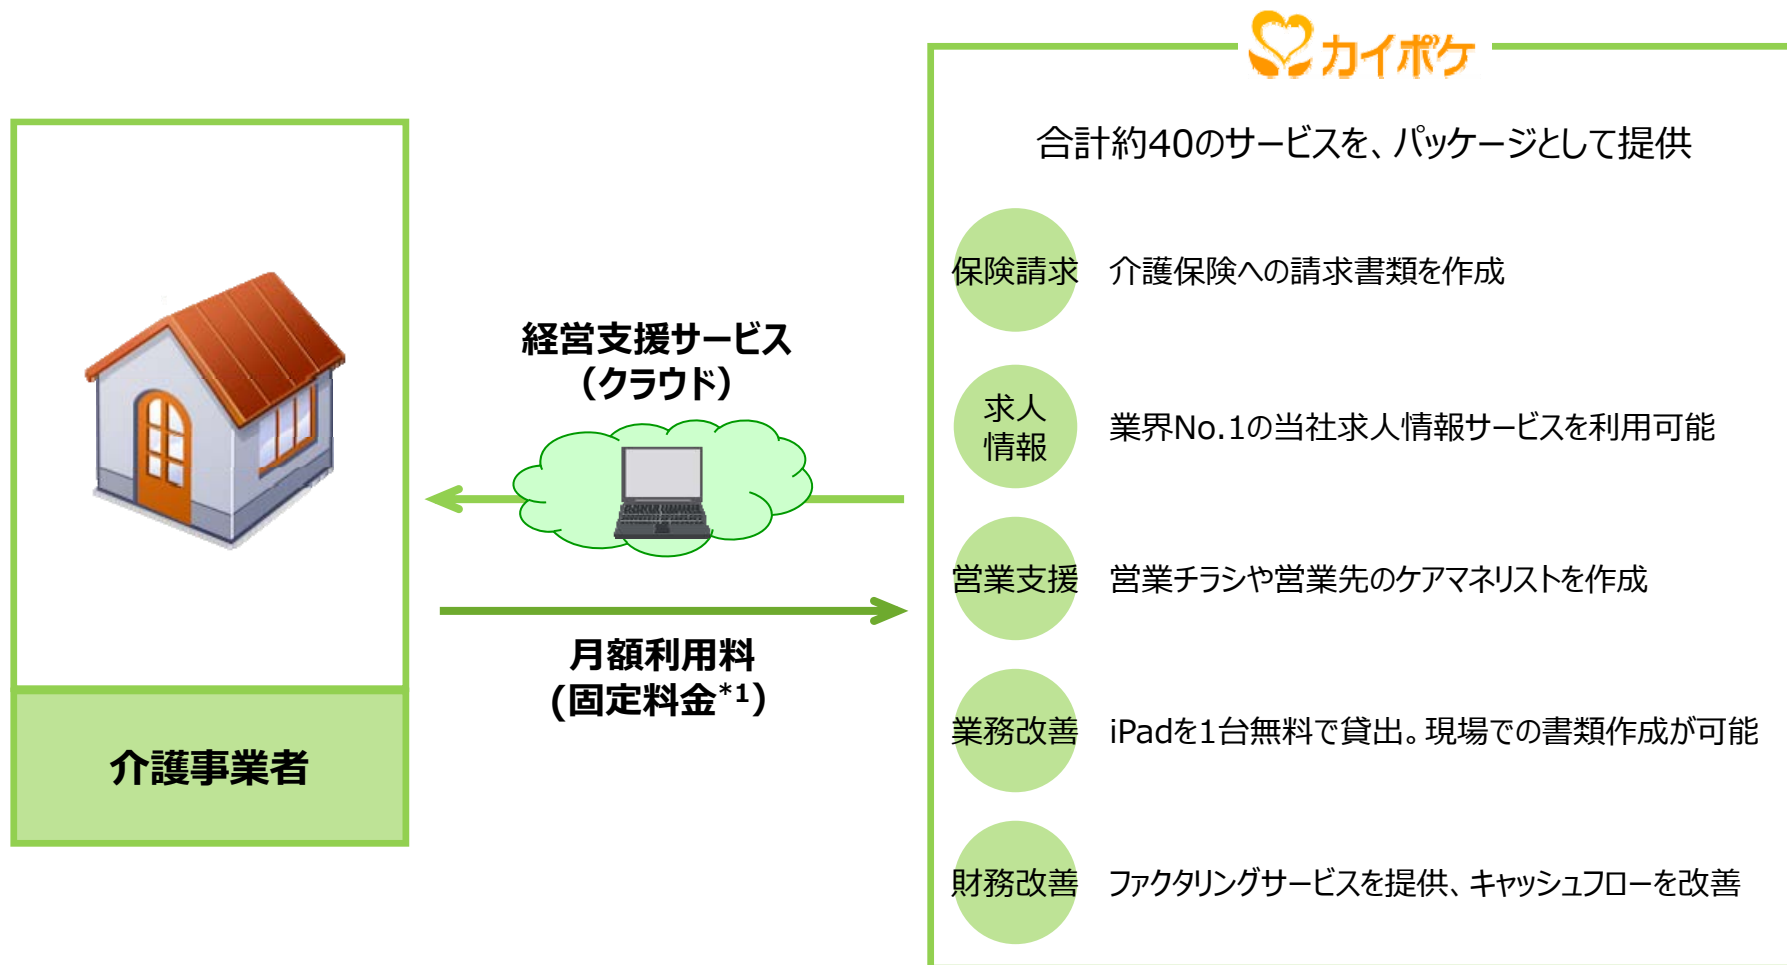 カイポケ
合計約40のサービスを、パッケージとして提供
保険請求 介護保険への請求書類を作成
求人
情報
業界No.1の当社求人情報サービスを利用可能
営業支援 営業チラシや営業先のケアマネリストを作成
業務改善 iPadを1台無料で貸出。現場での書類作成が可能
財務改善 ファクタリングサービスを提供、キャッシュフローを改善
経営支援サービス
（クラウド）
月額利用料
(固定料金*1)
介護事業者